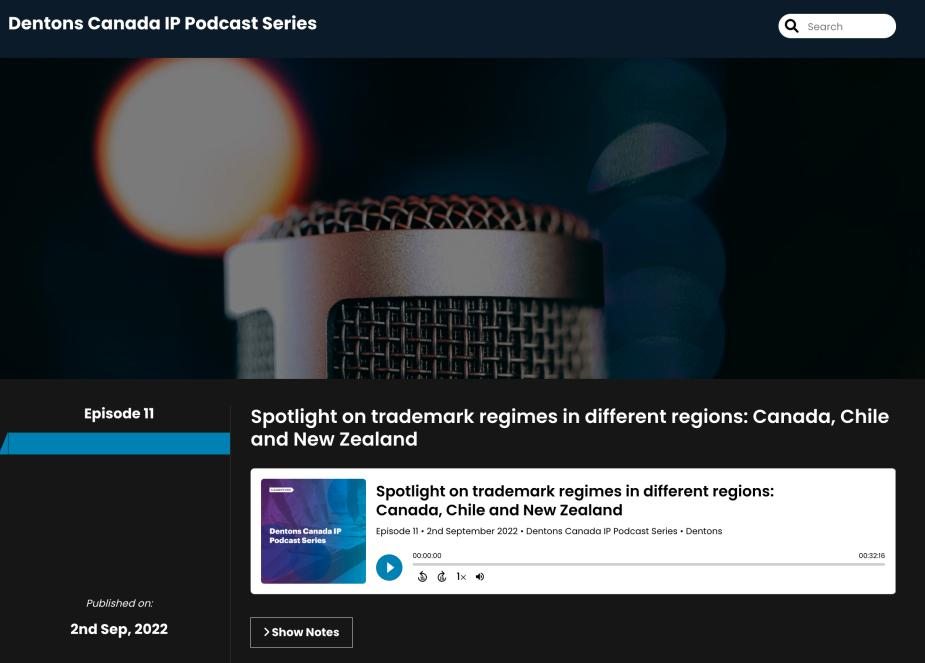 Dentons Canada IP Podcast Series
Search
Episode 11
Published on:
2nd Sep, 2022
Spotlight on trademark regimes in different regions: Canada, Chile
and New Zealand
Dentons Canada IP
Podcast Series
Spotlight on trademark regimes in different regions:
Canada, Chile and New Zealand
Episode 11 • 2nd September 2022 • Dentons Canada IP Podcast Series • Dentons
00:00:00
00:32:16
1×
Show Notes